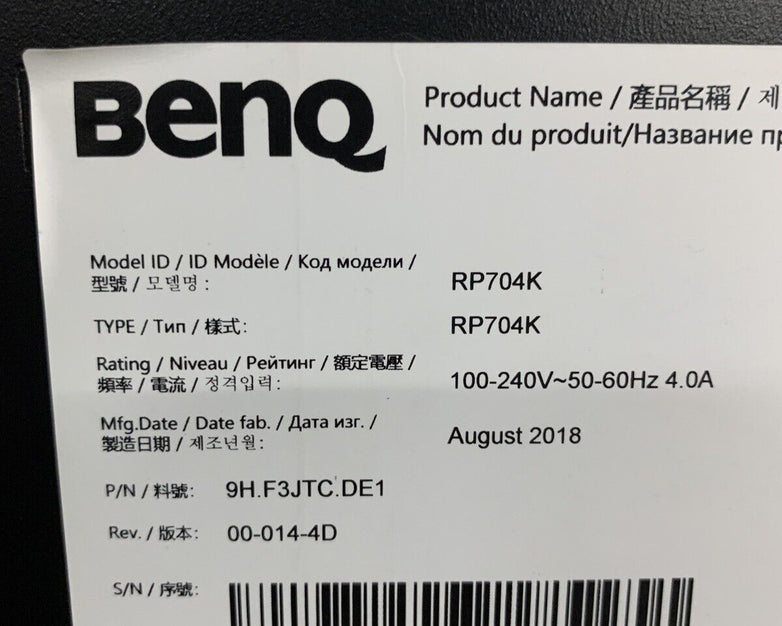 BenQ
Product Name / 產品名稱 / 제
Nom du produit/Название
Model ID / ID Modèle / Код модели /
型號 / 모델명 :
RP704K
TYPE / Тип / 樣式:
RP704K
Rating / Niveau / Рейтинг / 額定電壓 /
頻率 / 電流 / 정격입력:
100-240V~50-60Hz 4.0A
Mfg.Date / Date fab. / Дата изг. /
製造日期 / 제조년월:
August 2018
P/N / 料號: 9H.F3JTC.DE1
Rev. / 版本: 00-014-4D
S/N / 序號: